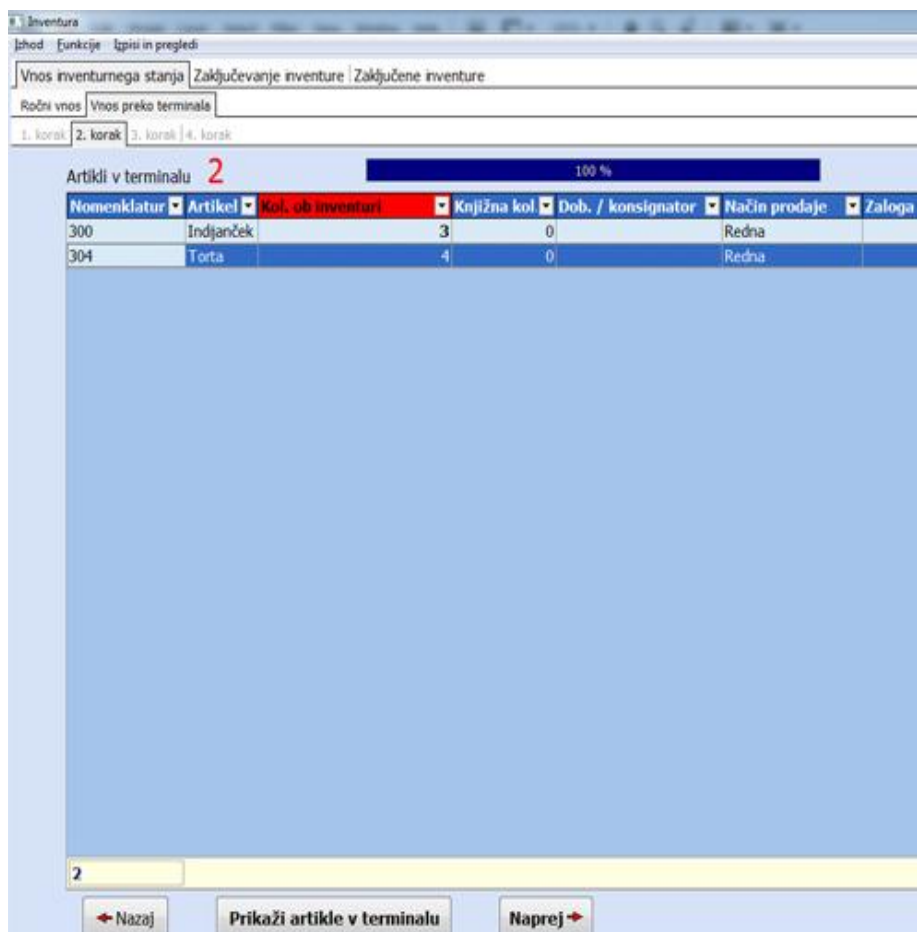 Inventura
Izhod Funkcije Izpisi in pregledi
Vnos inventurnega stanja Zaključevanje inventure Zaključene inventure
Ročni vnos Vnos preko terminala
1. korak 2. korak 3. korak 4. korak
Artikli v terminalu 2 100 %
Nomenklatur Artikel Kol. ob inventuri Knjižna kol. Dob. / konsignator Način prodaje Zaloga
300 Indjanček 3 0 Redna
304 Torta 4 0 Redna
2
Nazaj Prikaži artikle v terminalu Naprej